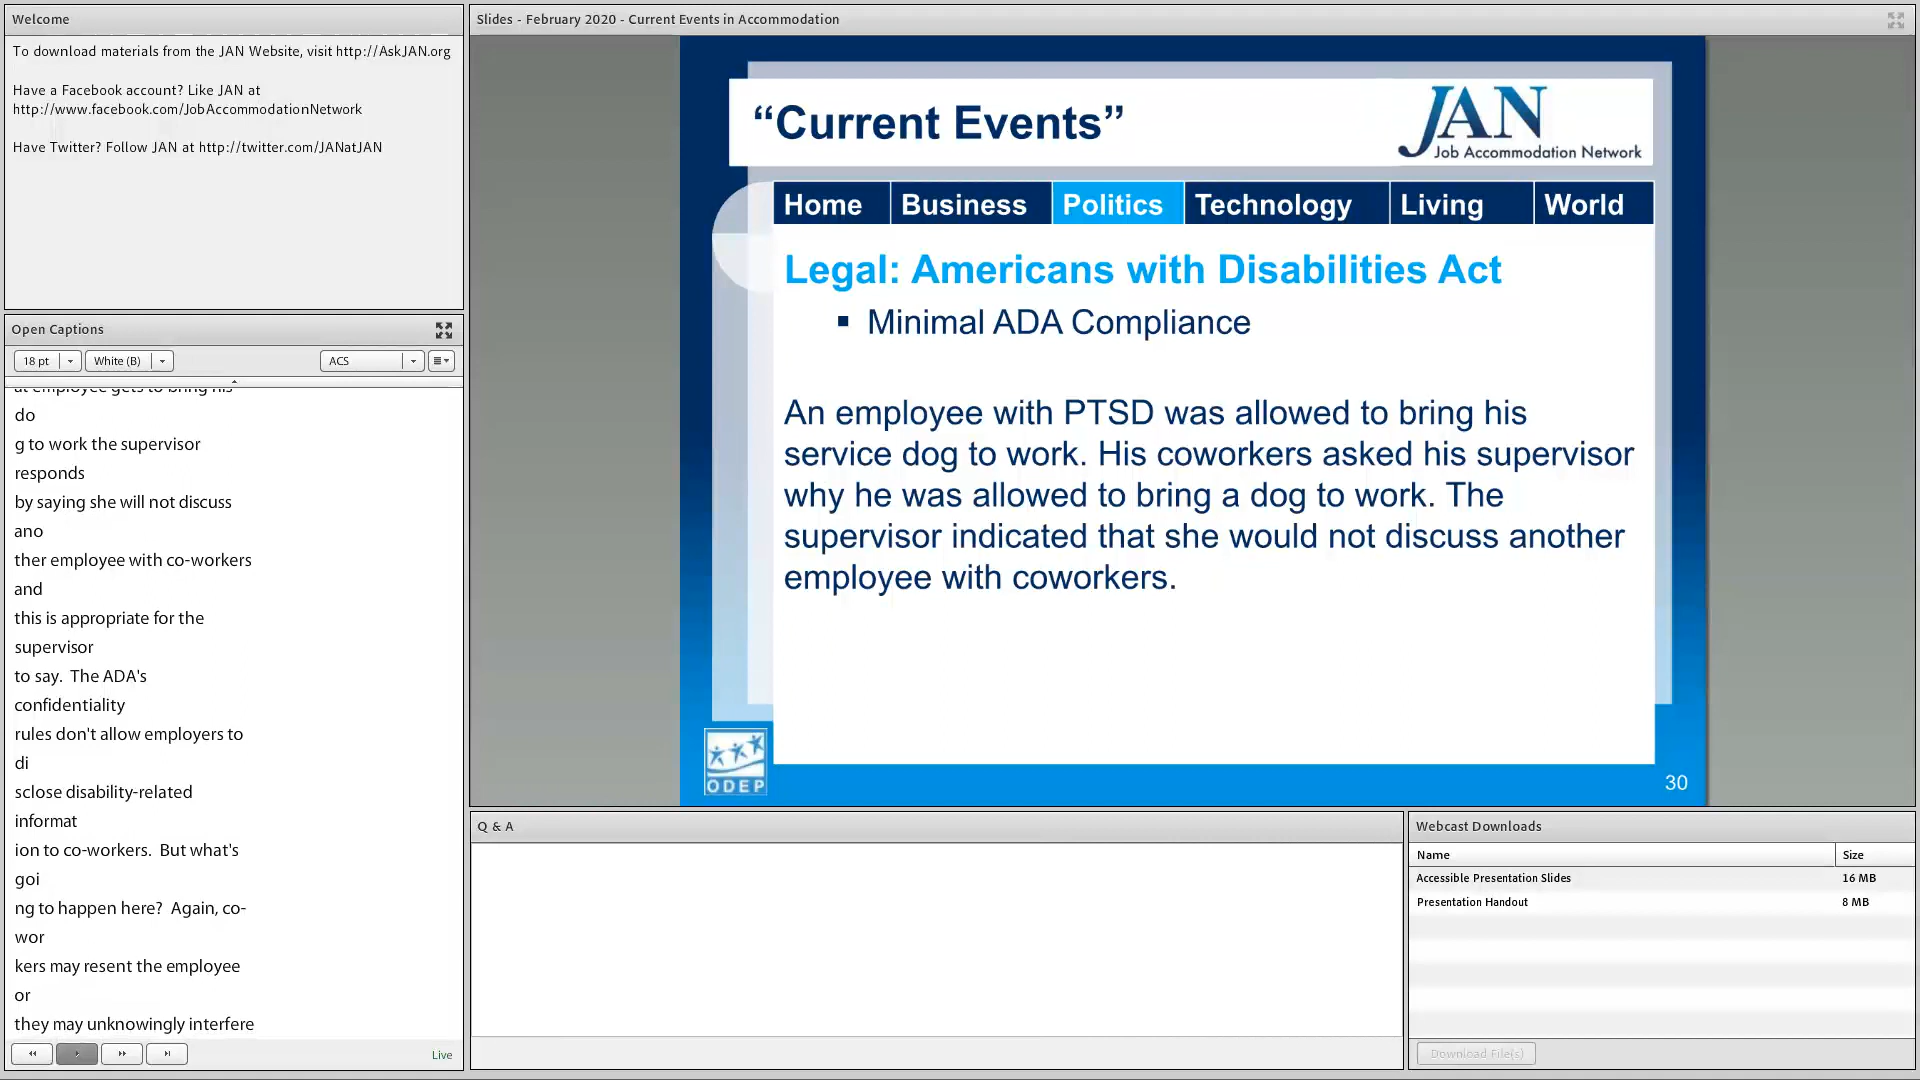 Welcome
To download materials from the JAN Website, visit http://AskJAN.org
Have a Facebook account? Like JAN at
http://www.facebook.com/JobAccommodationNetwork
Have Twitter? Follow JAN at http://twitter.com/JANatJAN
Open Captions
18 pt
White (B)
ACS
at employee gets to bring his
do
g to work the supervisor
responds
by saying she will not discuss
ano
ther employee with co-workers
and
this is appropriate for the
supervisor
to say.  The ADA's
confidentiality
rules don't allow employers to
di
sclose disability-related
informat
ion to co-workers.  But what's
goi
ng to happen here?  Again, co-
wor
kers may resent the employee
or
they may unknowingly interfere
Live
Slides - February 2020 - Current Events in Accommodation
“Current Events”
JAN
Job Accommodation Network
Home Business Politics Technology Living World
Legal: Americans with Disabilities Act
▪ Minimal ADA Compliance
An employee with PTSD was allowed to bring his
service dog to work. His coworkers asked his supervisor
why he was allowed to bring a dog to work. The
supervisor indicated that she would not discuss another
employee with coworkers.
ODEP
30
Q & A
Webcast Downloads
Name Size
Accessible Presentation Slides 16 MB
Presentation Handout 8 MB
Download File(s)